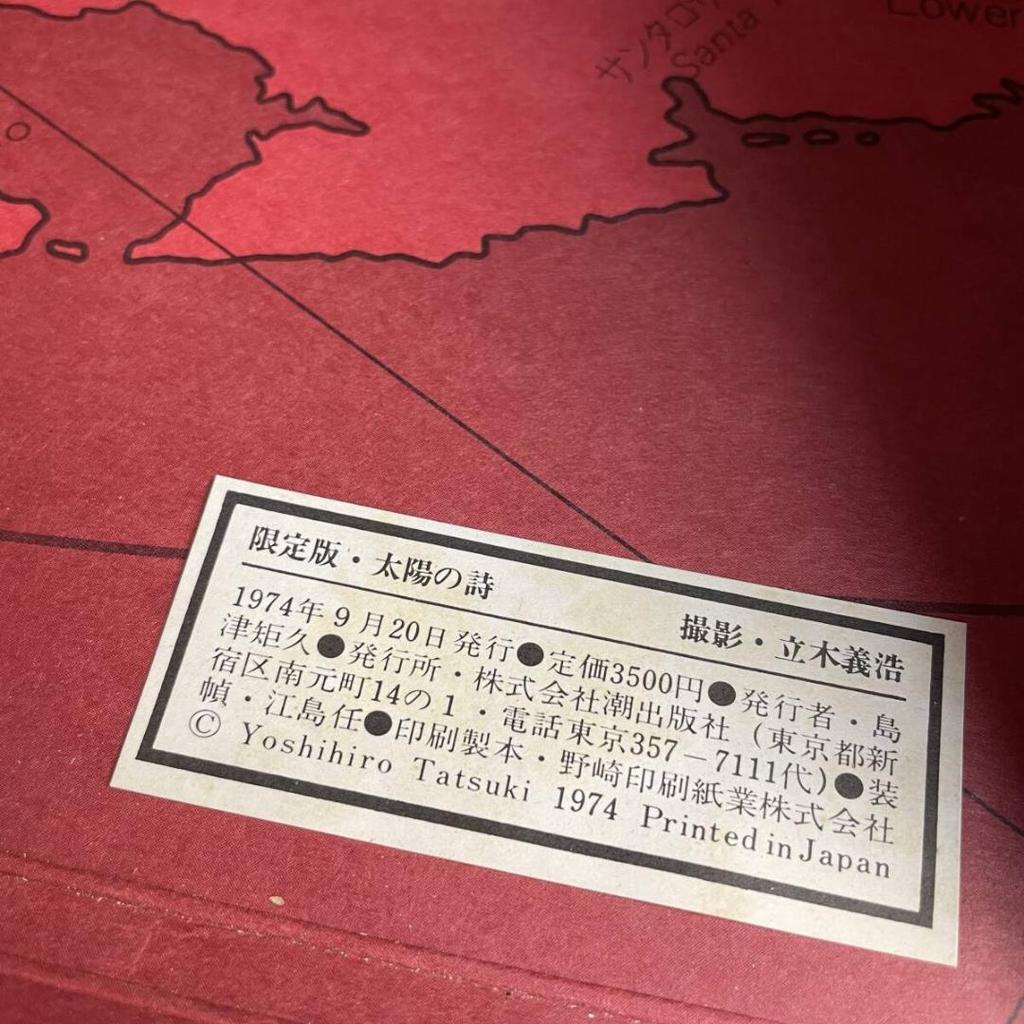 サンタロ
Santa
Lower
限定版・太陽の詩
撮影・立木義浩
1974年9月20日発行●定価3500円●発行者・島
津矩久●発行所・株式会社潮出版社（東京都新
宿区南元町14の1・電話東京357－7111代）●装
幀・江島任●印刷製本・野崎印刷紙業株式会社
© Yoshihiro Tatsuki 1974 Printed in Japan